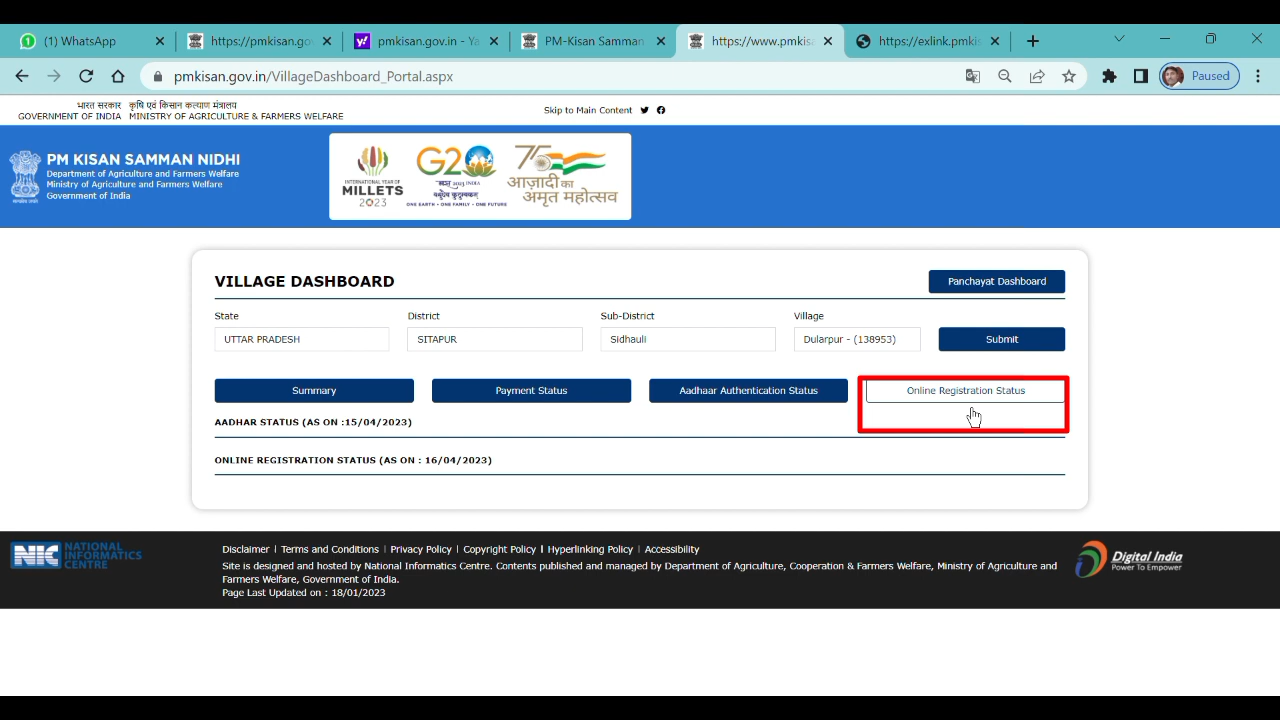 (1) WhatsApp
https://pmkisan.go
pmkisan.gov.in - Ya
PM-Kisan Samman
https://www.pmkis
https://exlink.pmki
pmkisan.gov.in/VillageDashboard_Portal.aspx
Paused
भारत सरकार कृषि एवं किसान कल्याण मंत्रालय
GOVERNMENT OF INDIA MINISTRY OF AGRICULTURE & FARMERS WELFARE
Skip to Main Content
PM KISAN SAMMAN NIDHI
Department of Agriculture and Farmers Welfare
Ministry of Agriculture and Farmers Welfare
Government of India
INTERNATIONAL YEAR OF
MILLETS
2023
G20
भारत 2023 INDIA
वसुधैव कुटुम्बकम्
ONE EARTH • ONE FAMILY • ONE FUTURE
75
आज़ादी का
अमृत महोत्सव
VILLAGE DASHBOARD
Panchayat Dashboard
State District Sub-District Village
UTTAR PRADESH SITAPUR Sidhauli Dularpur - (138953) Submit
Summary Payment Status Aadhaar Authentication Status Online Registration Status
AADHAR STATUS (AS ON :15/04/2023)
ONLINE REGISTRATION STATUS (AS ON : 16/04/2023)
NIC NATIONAL
INFORMATICS
CENTRE
Disclaimer | Terms and Conditions | Privacy Policy | Copyright Policy | Hyperlinking Policy | Accessibility
Site is designed and hosted by National Informatics Centre. Contents published and managed by Department of Agriculture, Cooperation & Farmers Welfare, Ministry of Agriculture and
Farmers Welfare, Government of India.
Page Last Updated on : 18/01/2023
Digital India
Power To Empower